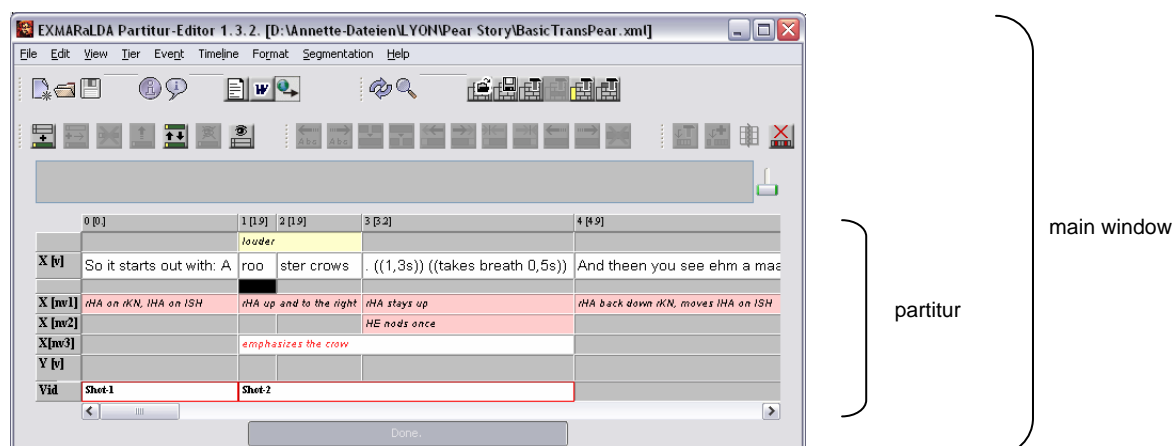 EXMARaLDA Partitur-Editor 1.3.2. [D:\Annette-Dateien\LYON\Pear Story\BasicTransPear.xml]
File Edit View Tier Event Timeline Format Segmentation Help
0 [0.] 1 [1.9] 2 [1.9] 3 [3.2] 4 [4.9]
louder
X [v] So it starts out with: A roo ster crows . ((1,3s)) ((takes breath 0,5s)) And theen you see ehm a maa
X [nv1] rHA on rKN, lHA on lSH rHA up and to the right rHA stays up rHA back down rKN, moves lHA on lSH
X [nv2] HE nods once
X[nv3] emphasizes the crow
Y [v]
Vid Shot-1 Shot-2
Done.
main window
partitur